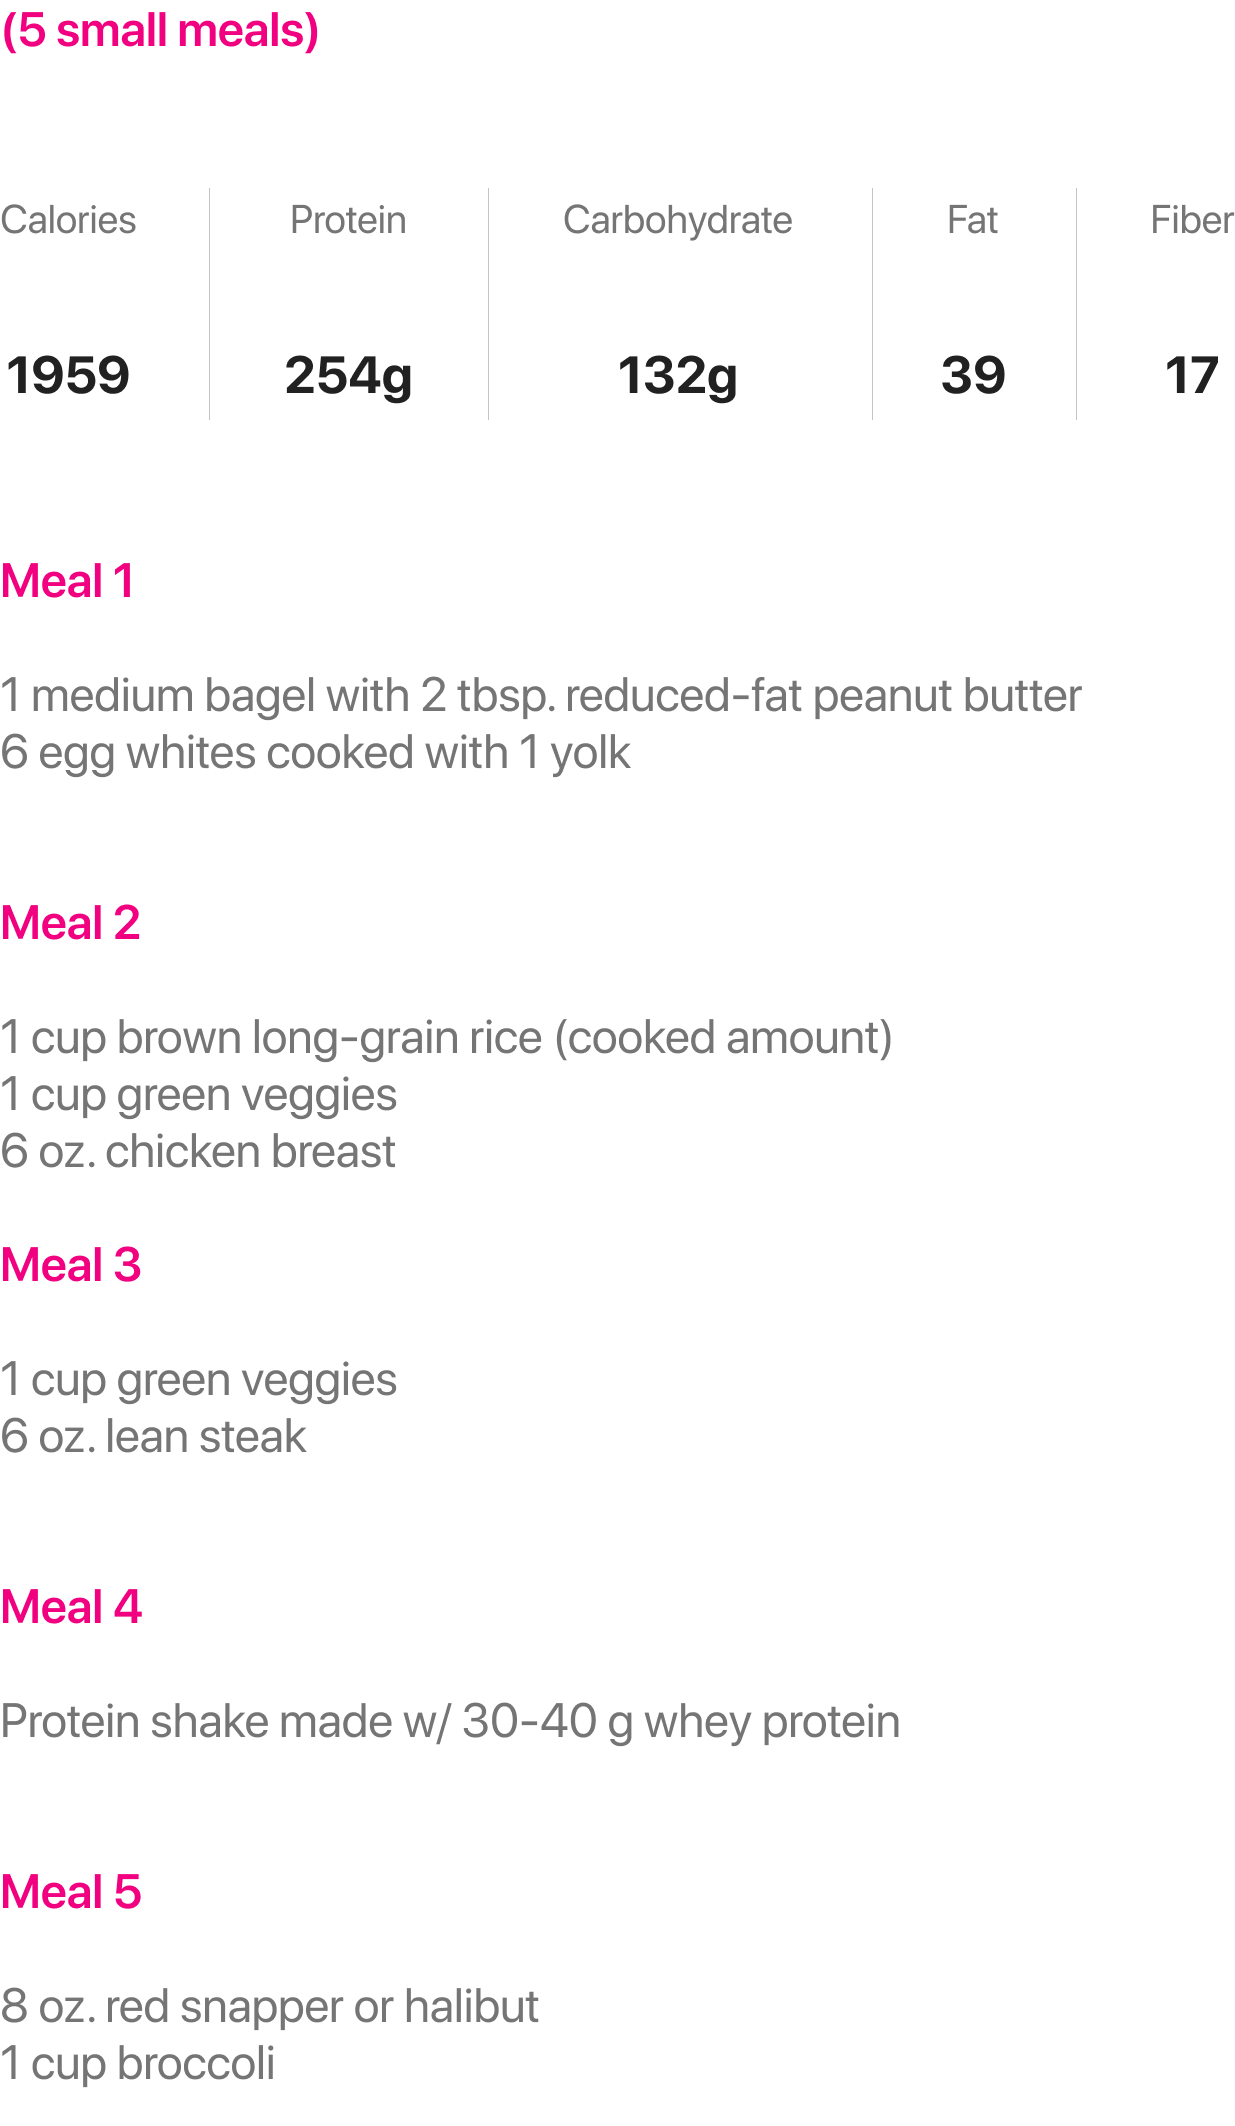 (5 small meals)
Calories Protein Carbohydrate Fat Fiber
1959 254g 132g 39 17
Meal 1
1 medium bagel with 2 tbsp. reduced-fat peanut butter
6 egg whites cooked with 1 yolk
Meal 2
1 cup brown long-grain rice (cooked amount)
1 cup green veggies
6 oz. chicken breast
Meal 3
1 cup green veggies
6 oz. lean steak
Meal 4
Protein shake made w/ 30-40 g whey protein
Meal 5
8 oz. red snapper or halibut
1 cup broccoli